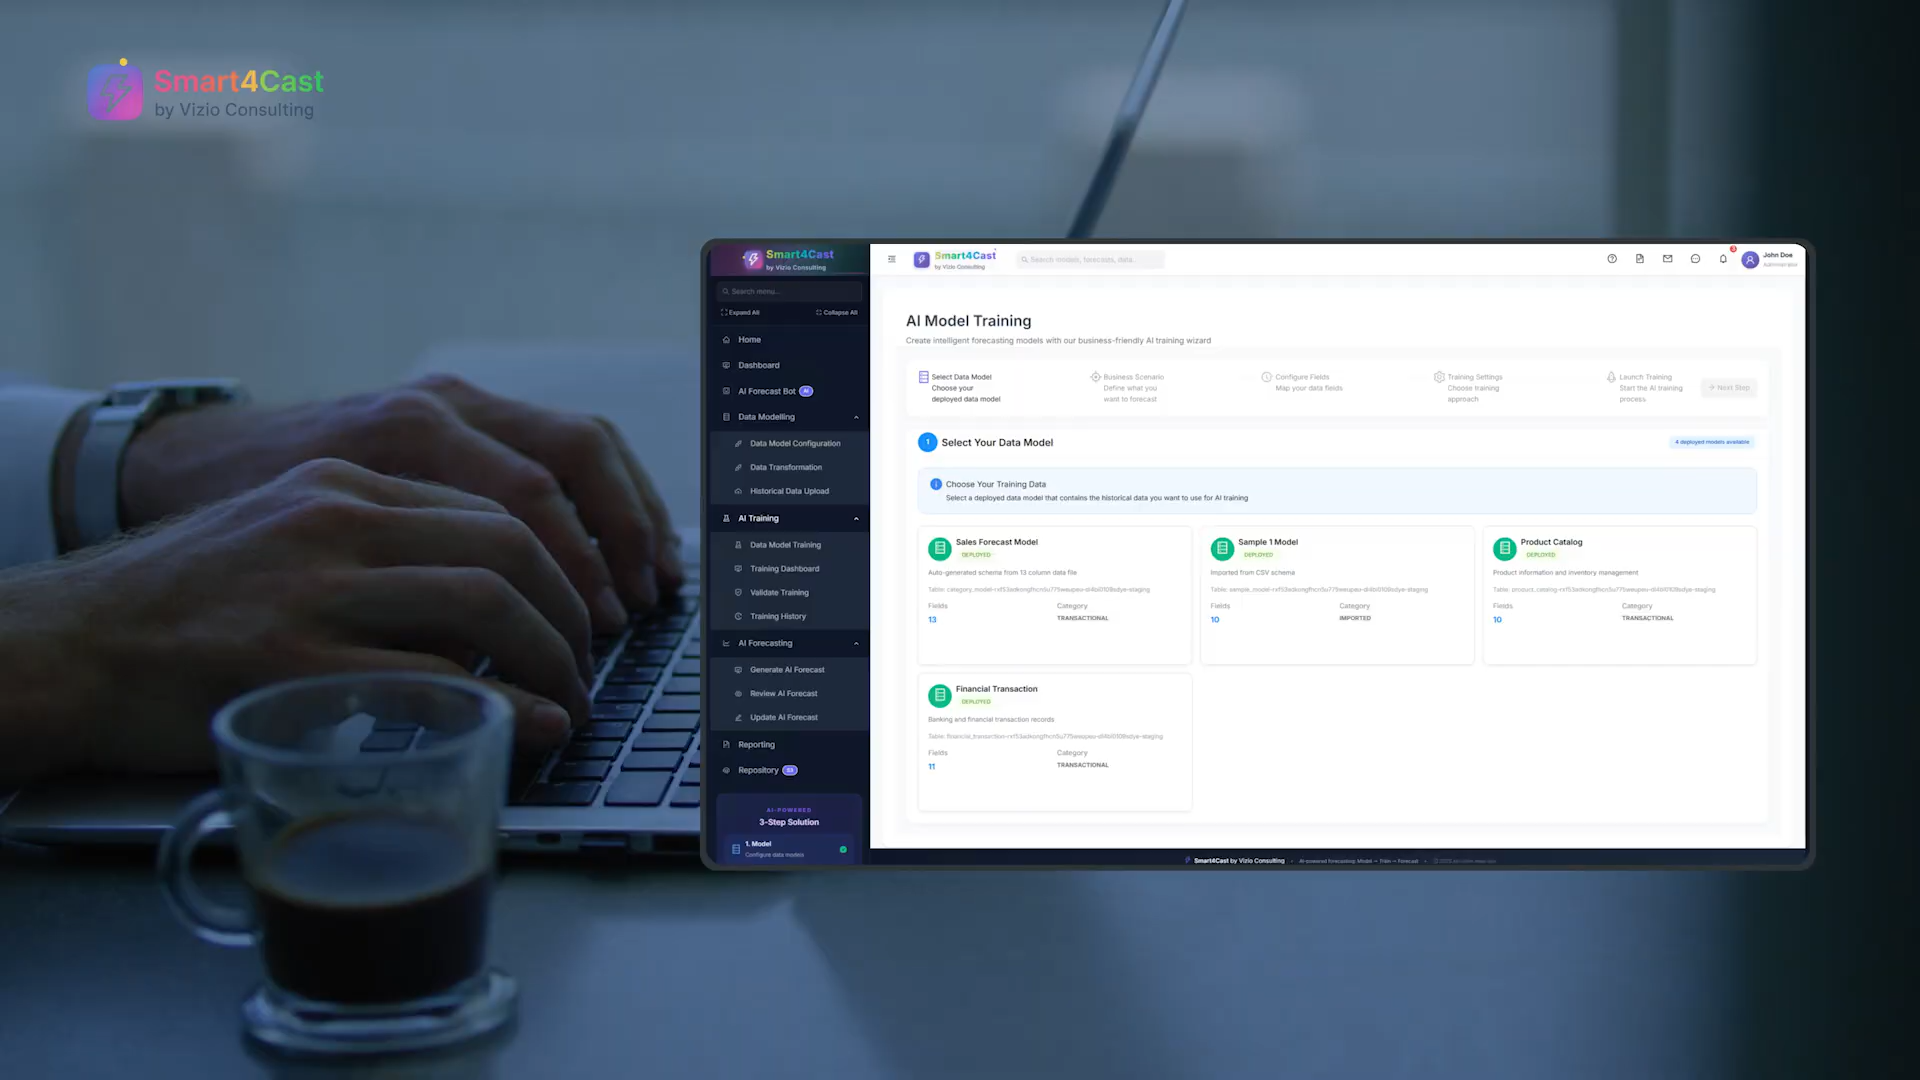 Smart4Cast
by Vizio Consulting
Smart4Cast
by Vizio Consulting
Search menu...
Expand All
Collapse All
Home
Dashboard
AI Forecast Bot AI
Data Modelling
Data Model Configuration
Data Transformation
Historical Data Upload
AI Training
Data Model Training
Training Dashboard
Validate Training
Training History
AI Forecasting
Generate AI Forecast
Review AI Forecast
Update AI Forecast
Reporting
Repository
AI-POWERED
3-Step Solution
1. Model
Configure data models
Smart4Cast
by Vizio Consulting
Search models, forecasts, data...
John Doe
Administrator
AI Model Training
Create intelligent forecasting models with our business-friendly AI training wizard
Select Data Model
Choose your
deployed data model
Business Scenario
Define what you
want to forecast
Configure Fields
Map your data fields
Training Settings
Choose training
approach
Launch Training
Start the AI training
process
Next Step
1 Select Your Data Model
4 deployed models available
Choose Your Training Data
Select a deployed data model that contains the historical data you want to use for AI training
Sales Forecast Model
DEPLOYED
Auto-generated schema from 13 column data file
Fields
Category
13
TRANSACTIONAL
Sample 1 Model
DEPLOYED
Imported from CSV schema
Fields
Category
10
IMPORTED
Product Catalog
DEPLOYED
Product information and inventory management
Fields
Category
10
TRANSACTIONAL
Financial Transaction
DEPLOYED
Banking and financial transaction records
Fields
Category
11
TRANSACTIONAL
Smart4Cast by Vizio Consulting
AI-powered forecasting: Model → Train → Forecast